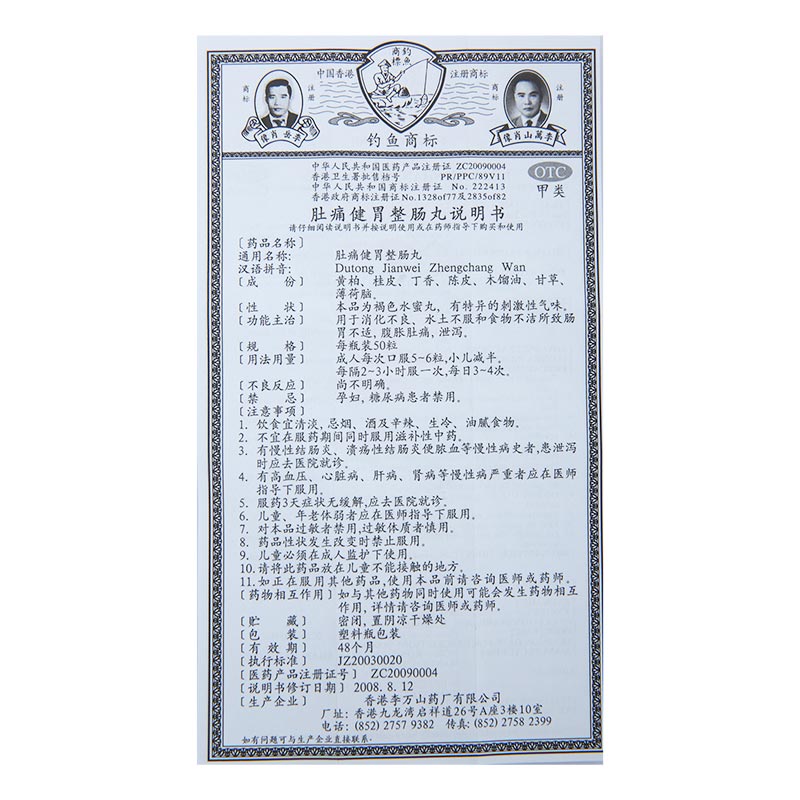 商钓
標魚
中国香港
注册商标
商标
注册
商标
注册
像肖岳李
像肖山萬李
钓鱼商标
中华人民共和国医药产品注册证 ZC20090004
香港卫生署批售档号 PR/PPC/89V11
中华人民共和国商标注册证 No. 222413
香港政府商标注册证No.1328of77及2835of82
OTC
甲类
肚痛健胃整肠丸说明书
请仔细阅读说明书并按说明使用或在药师指导下购买和使用
〔药品名称〕
通用名称: 肚痛健胃整肠丸
汉语拼音: Dutong Jianwei Zhengchang Wan
〔成 份〕 黄柏、桂皮、丁香、陈皮、木馏油、甘草、
薄荷脑。
〔性 状〕 本品为褐色水蜜丸，有特异的刺激性气味。
〔功能主治〕 用于消化不良、水土不服和食物不洁所致肠
胃不适,腹胀肚痛,泄泻。
〔规 格〕 每瓶装50粒
〔用法用量〕 成人每次口服5~6粒,小儿减半。
每隔2~3小时服一次,每日3~4次。
〔不良反应〕 尚不明确。
〔禁 忌〕 孕妇,糖尿病患者禁用。
〔注意事项〕
1. 饮食宜清淡,忌烟、酒及辛辣、生冷、油腻食物。
2. 不宜在服药期间同时服用滋补性中药。
3. 有慢性结肠炎、溃疡性结肠炎便脓血等慢性病史者,患泄泻
时应去医院就诊。
4. 有高血压、心脏病、肝病、肾病等慢性病严重者应在医师
指导下服用。
5. 服药3天症状无缓解,应去医院就诊。
6. 儿童、年老体弱者应在医师指导下服用。
7. 对本品过敏者禁用,过敏体质者慎用。
8. 药品性状发生改变时禁止服用。
9. 儿童必须在成人监护下使用。
10. 请将此药品放在儿童不能接触的地方。
11. 如正在服用其他药品,使用本品前请咨询医师或药师。
〔药物相互作用〕 如与其他药物同时使用可能会发生药物相互
作用,详情请咨询医师或药师。
〔贮 藏〕 密闭,置阴凉干燥处
〔包 装〕 塑料瓶包装
〔有 效 期〕 48个月
〔执行标准〕 JZ20030020
〔医药产品注册证号〕 ZC20090004
〔说明书修订日期〕 2008. 8. 12
〔生产企业〕 香港李万山药厂有限公司
厂址: 香港九龙湾启祥道26号A座3楼10室
电话: (852) 2757 9382 传真: (852) 2758 2399
如有问题可与生产企业直接联系.